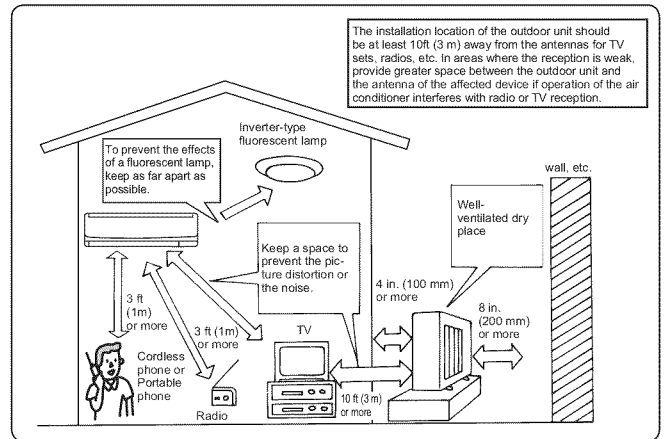 The installation location of the outdoor unit should
be at least 10ft (3 m) away from the antennas for TV
sets, radios, etc. In areas where the reception is weak,
provide greater space between the outdoor unit and
the antenna of the affected device if operation of the air
conditioner interferes with radio or TV reception.
Inverter-type
fluorescent lamp
To prevent the effects
of a fluorescent lamp,
keep as far apart as
possible.
wall, etc.
Well-
ventilated dry
place
Keep a space to
prevent the pic-
ture distortion or
the noise.
4 in. (100 mm)
or more
8 in.
(200 mm)
or more
3 ft
(1m)
or more
3 ft (1m)
or more
TV
Cordless
phone or
Portable
phone
Radio
10 ft (3 m)
or more